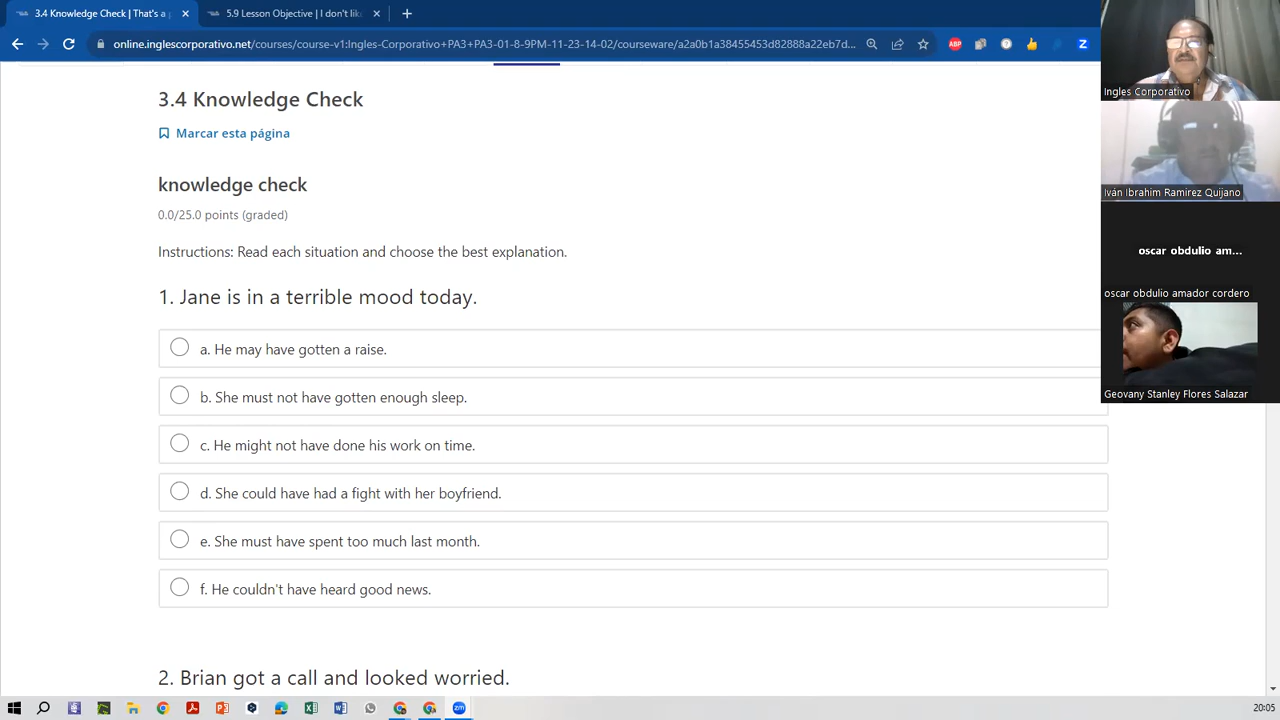 3.4 Knowledge Check | That's a
5.9 Lesson Objective | I don't lik
online.inglescorporativo.net/courses/course-v1:Ingles-Corporativo+PA3+PA3-01-8-9PM-11-23-14-02/courseware/a2a0b1a38455453d82888a22eb7d...
ABP
Z
3.4 Knowledge Check
Marcar esta página
knowledge check
0.0/25.0 points (graded)
Instructions: Read each situation and choose the best explanation.
1. Jane is in a terrible mood today.
a. He may have gotten a raise.
b. She must not have gotten enough sleep.
c. He might not have done his work on time.
d. She could have had a fight with her boyfriend.
e. She must have spent too much last month.
f. He couldn't have heard good news.
2. Brian got a call and looked worried.
Ingles Corporativo
Iván Ibrahim Ramírez Quijano
oscar obdulio am...
oscar obdulio amador cordero
Geovany Stanley Flores Salazar
zm
20:05